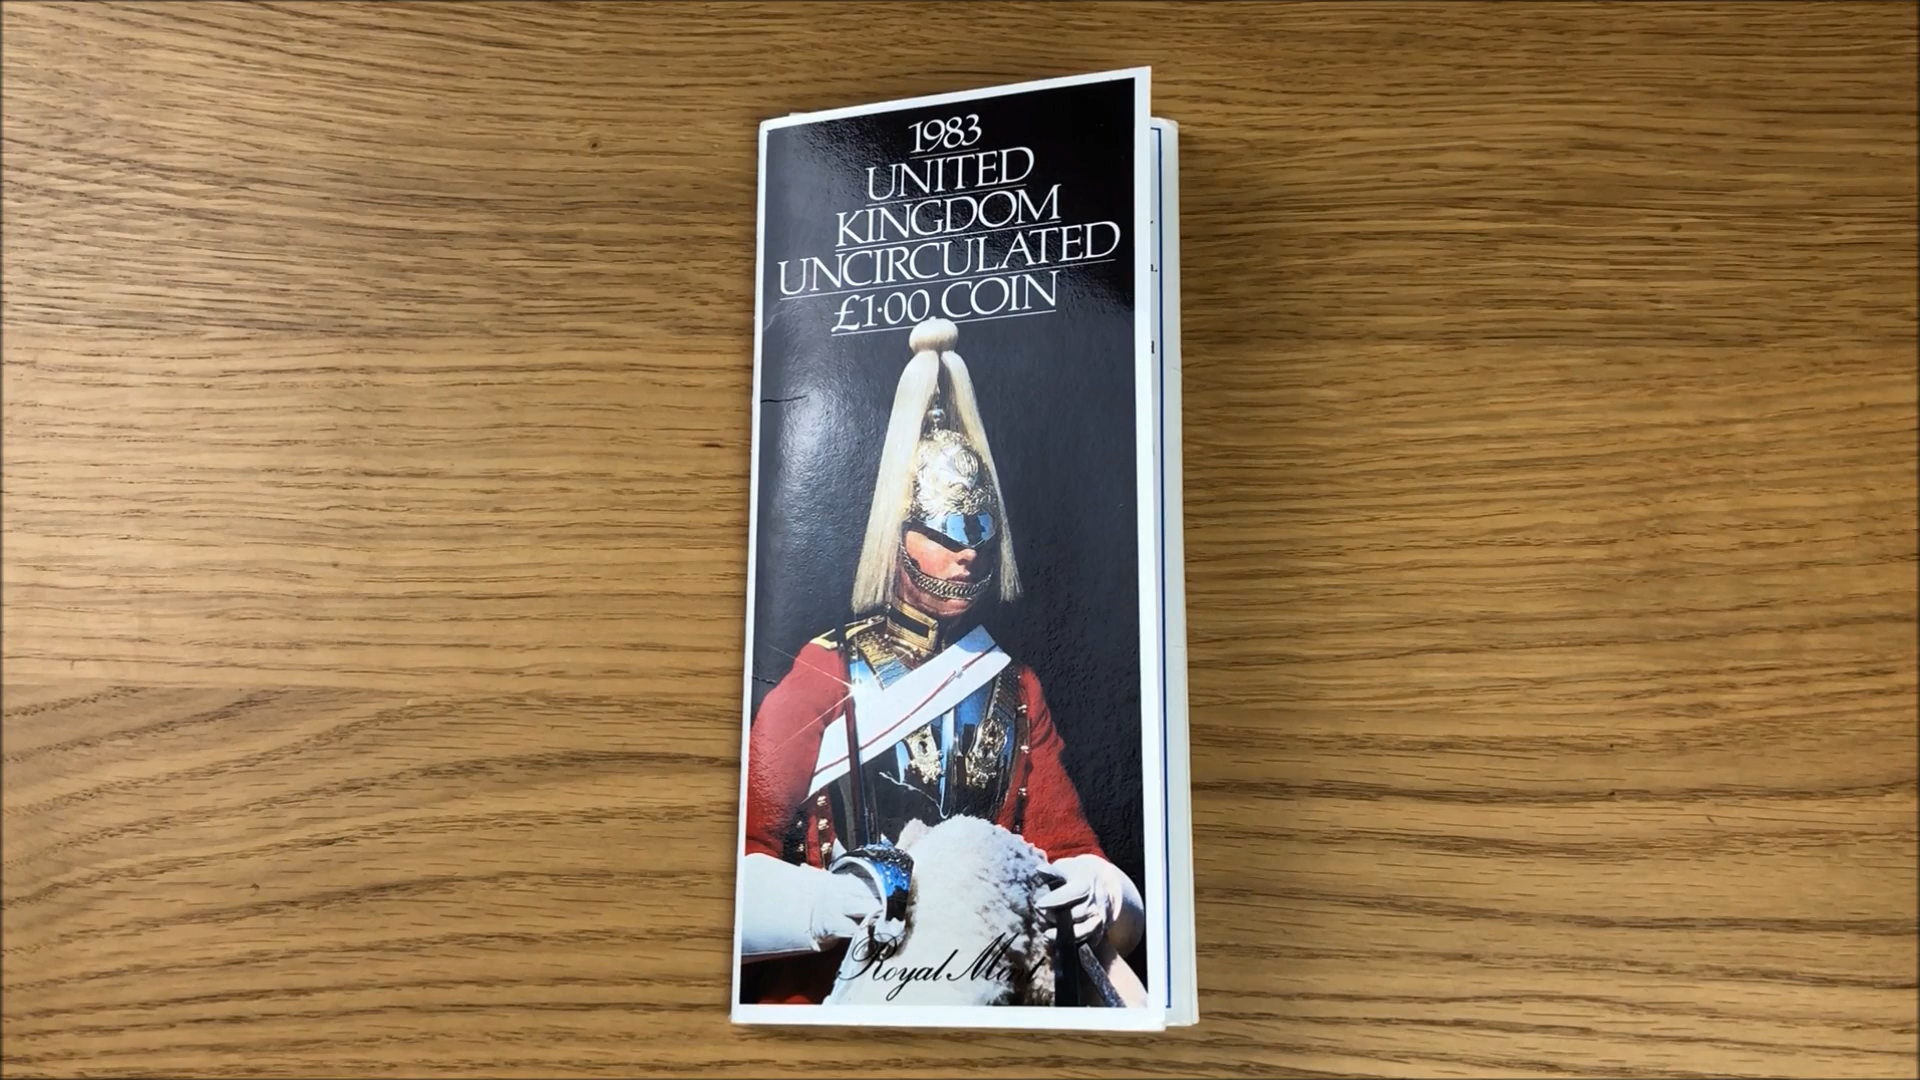 1983
UNITED
KINGDOM
UNCIRCULATED
£1·00 COIN
Royal Mint